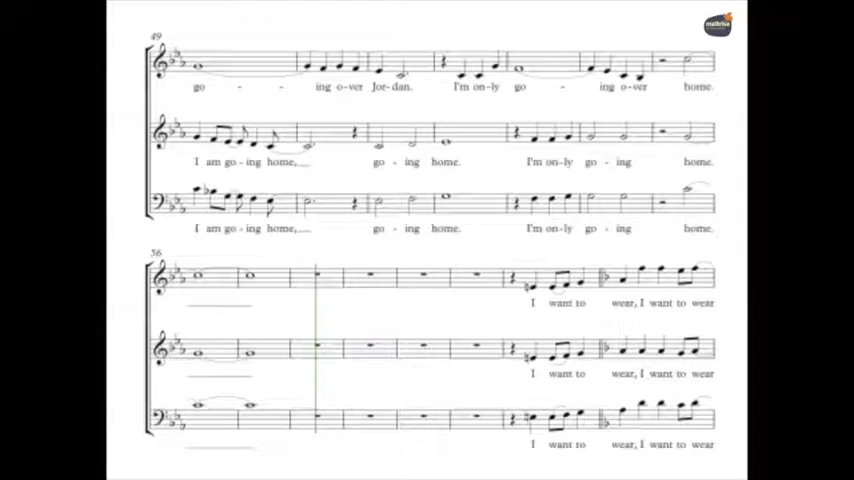 maîtrise
49
go - - ing o-ver Jor-dan. I'm on-ly go - ing o-ver home.
I am go-ing home, go - ing home. I'm on-ly go - ing home.
I am go-ing home, go - ing home. I'm on-ly go - ing home.
56
I want to wear, I want to wear
I want to wear, I want to wear
I want to wear, I want to wear